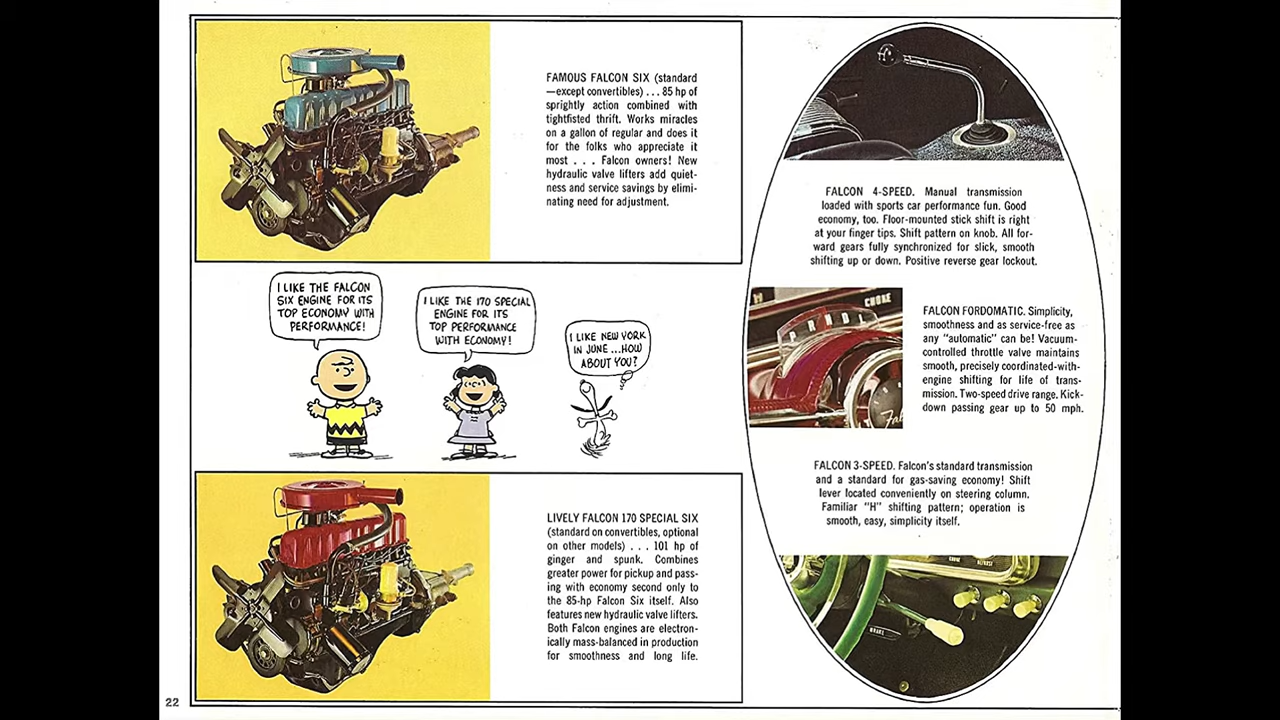 FAMOUS FALCON SIX (standard
—except convertibles) . . . 85 hp of
sprightly action combined with
tightfisted thrift. Works miracles
on a gallon of regular and does it
for the folks who appreciate it
most . . . Falcon owners! New
hydraulic valve lifters add quiet-
ness and service savings by elimi-
nating need for adjustment.
I LIKE THE FALCON
SIX ENGINE FOR ITS
TOP ECONOMY WITH
PERFORMANCE!
I LIKE THE 170 SPECIAL
ENGINE FOR ITS
TOP PERFORMANCE
WITH ECONOMY!
I LIKE NEW YORK
IN JUNE...HOW
ABOUT YOU?
LIVELY FALCON 170 SPECIAL SIX
(standard on convertibles, optional
on other models) . . . 101 hp of
ginger and spunk. Combines
greater power for pickup and pass-
ing with economy second only to
the 85-hp Falcon Six itself. Also
features new hydraulic valve lifters.
Both Falcon engines are electron-
ically mass-balanced in production
for smoothness and long life.
FALCON 4-SPEED. Manual transmission
loaded with sports car performance fun. Good
economy, too. Floor-mounted stick shift is right
at your finger tips. Shift pattern on knob. All for-
ward gears fully synchronized for slick, smooth
shifting up or down. Positive reverse gear lockout.
CHOKE
P R N D L
FALCON FORDOMATIC. Simplicity,
smoothness and as service-free as
any "automatic" can be! Vacuum-
controlled throttle valve maintains
smooth, precisely coordinated-with-
engine shifting for life of trans-
mission. Two-speed drive range. Kick-
down passing gear up to 50 mph.
FALCON 3-SPEED. Falcon's standard transmission
and a standard for gas-saving economy! Shift
lever located conveniently on steering column.
Familiar "H" shifting pattern; operation is
smooth, easy, simplicity itself.
BRAKE
22